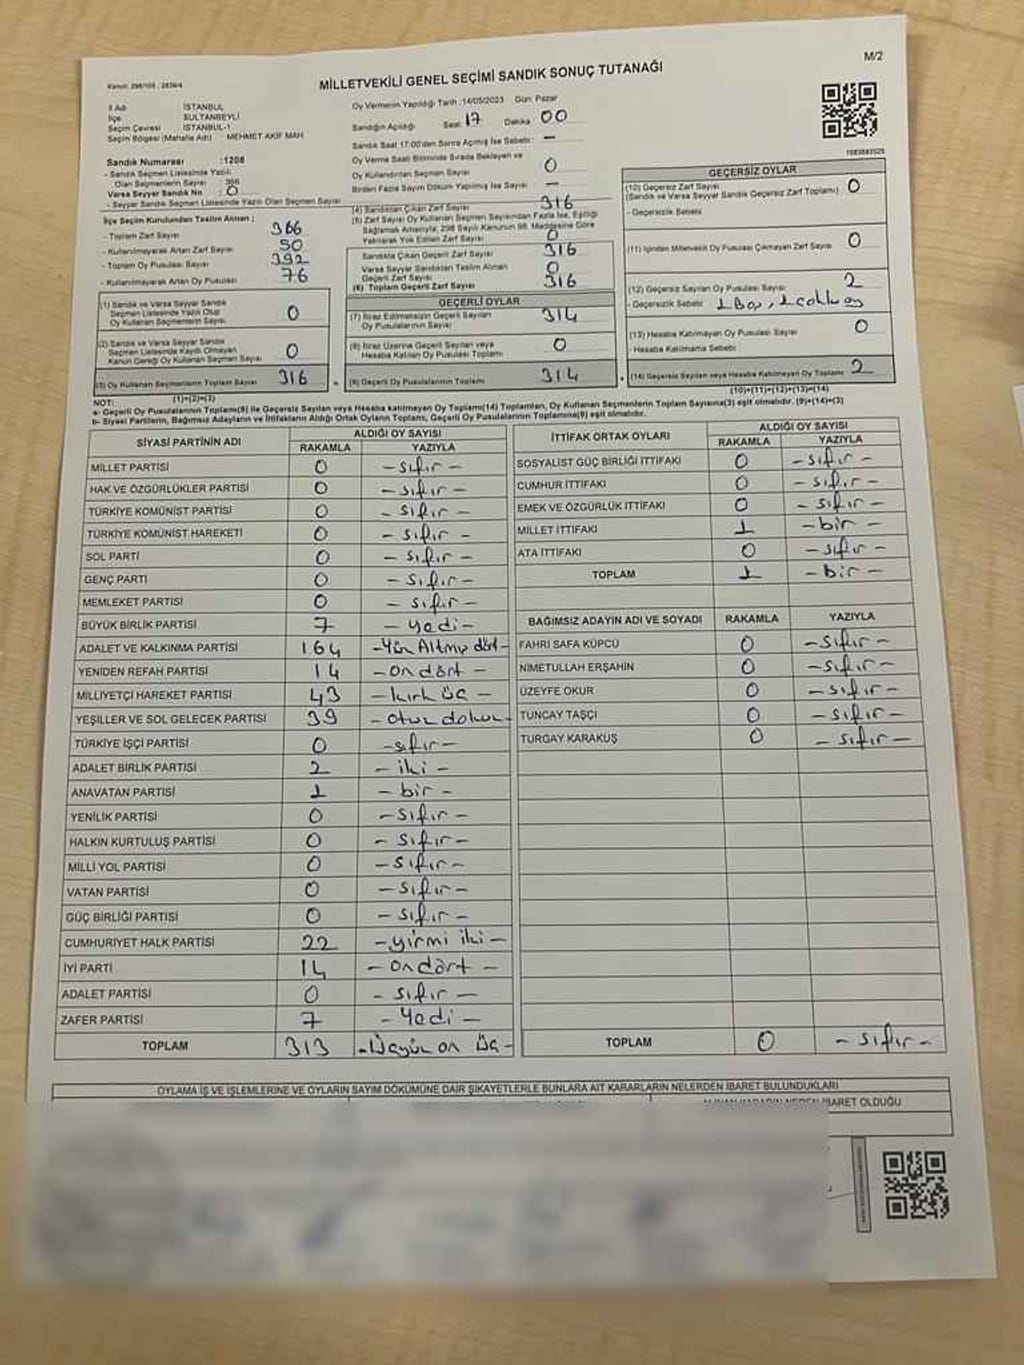 M/2
Kanun: 298/105 : 2839/4
MİLLETVEKİLİ GENEL SEÇİMİ SANDIK SONUÇ TUTANAĞI
İl Adı : İSTANBUL
İlçe : SULTANBEYLİ
Seçim Çevresi : İSTANBUL-1
Seçim Bölgesi (Mahalle Adı) : MEHMET AKİF MAH
Sandık Numarası : 1208
- Sandık Seçmen Listesinde Yazılı
Olan Seçmenlerin Sayısı : 366
Varsa Seyyar Sandık No : 0
- Seyyar Sandık Seçmen Listesinde Yazılı Olan Seçmen Sayısı
Oy Vermenin Yapıldığı Tarih : 14/05/2023 Gün: Pazar
Sandığın Açıldığı Saat: 17 Dakika 00
Sandık Saat 17:00'den Sonra Açılmış İse Sebebi : -
Oy Verme Saati Bitiminde Sırada Bekleyen ve
Oy Kullandıran Seçmen Sayısı 0
Birden Fazla Sayım Döküm Yapılmış İse Sayısı : -
İlçe Seçim Kurulundan Teslim Alınan ;
- Toplam Zarf Sayısı 366
- Kullanılmayarak Artan Zarf Sayısı 50
- Toplam Oy Pusulası Sayısı 392
- Kullanılmayarak Artan Oy Pusulası 76
(1) Sandık ve Varsa Seyyar Sandık
Seçmen Listesinde Yazılı Olup
Oy Kullanan Seçmenlerin Sayısı 0
(2) Sandık ve Varsa Seyyar Sandık
Seçmen Listesinde Kayıtlı Olmayan
Kanun Gereği Oy Kullanan Seçmen Sayısı 0
(3) Oy Kullanan Seçmenlerin Toplam Sayısı 316
(1)+(2)=(3)
(4) Sandıktan Çıkan Zarf Sayısı 316
(5) Zarf Sayısı Oy Kullanan Seçmen Sayısından Fazla İse, Eşitliği
Sağlamak Amacıyla; 298 Sayılı Kanunun 98. Maddesine Göre
Yakılarak Yok Edilen Zarf Sayısı 0
Sandıkta Çıkan Geçerli Zarf Sayısı 316
Varsa Seyyar Sandıktan Teslim Alınan
Geçerli Zarf Sayısı 0
(6) Toplam Geçerli Zarf Sayısı 316
GEÇERLİ OYLAR
(7) İtiraz Edilmeksizin Geçerli Sayılan
Oy Pusulalarının Sayısı 314
(8) İtiraz Üzerine Geçerli Sayılan veya
Hesaba Katılan Oy Pusulası Toplamı 0
(9) Geçerli Oy Pusulalarının Toplamı 314
1083883525
GEÇERSİZ OYLAR
(10) Geçersiz Zarf Sayısı
(Sandık ve Varsa Seyyar Sandık Geçersiz Zarf Toplamı) 0
- Geçersizlik Sebebi
(11) İçinden Milletvekili Oy Pusulası Çıkmayan Zarf Sayısı 0
(12) Geçersiz Sayılan Oy Pusulası Sayısı 2
- Geçersizlik Sebebi: 1 Boş, 1
(13) Hesaba Katılmayan Oy Pusulası Sayısı 0
- Hesaba Katılmama Sebebi:
(14) Geçersiz Sayılan veya Hesaba Katılmayan Oy Toplamı 2
(10)+(11)+(12)+(13)=(14)
NOT:
a- Geçerli Oy Pusulalarının Toplamı(9) ile Geçersiz Sayılan veya Hesaba katılmayan Oy Toplamı(14) Toplamları, Oy Kullanan Seçmenlerin Toplam Sayısına(3) eşit olmalıdır. (9)+(14)=(3)
b- Siyasi Partilerin, Bağımsız Adayların ve İttifakların Aldığı Ortak Oyların Toplamı, Geçerli Oy Pusulalarının Toplamına(9) eşit olmalıdır.
SİYASİ PARTİNİN ADI ALDIĞI OY SAYISI
RAKAMLA YAZIYLA
MİLLET PARTİSİ 0 - sıfır -
HAK VE ÖZGÜRLÜKLER PARTİSİ 0 - sıfır -
TÜRKİYE KOMÜNİST PARTİSİ 0 - sıfır -
TÜRKİYE KOMÜNİST HAREKETİ 0 - sıfır -
SOL PARTİ 0 - sıfır -
GENÇ PARTİ 0 - sıfır -
MEMLEKET PARTİSİ 0 - sıfır -
BÜYÜK BİRLİK PARTİSİ 7 - yedi -
ADALET VE KALKINMA PARTİSİ 164 - Yüz Altmış dört -
YENİDEN REFAH PARTİSİ 14 - on dört -
MİLLİYETÇİ HAREKET PARTİSİ 43 - kırk üç -
YEŞİLLER VE SOL GELECEK PARTİSİ 39 - otuz dokuz -
TÜRKİYE İŞÇİ PARTİSİ 0 - sıfır -
ADALET BİRLİK PARTİSİ 2 - iki -
ANAVATAN PARTİSİ 1 - bir -
YENİLİK PARTİSİ 0 - sıfır -
HALKIN KURTULUŞ PARTİSİ 0 - sıfır -
MİLLİ YOL PARTİSİ 0 - sıfır -
VATAN PARTİSİ 0 - sıfır -
GÜÇ BİRLİĞİ PARTİSİ 0 - sıfır -
CUMHURİYET HALK PARTİSİ 22 - yirmi iki -
İYİ PARTİ 14 - on dört -
ADALET PARTİSİ 0 - sıfır -
ZAFER PARTİSİ 7 - Yedi -
TOPLAM 313 - Üçyüz on üç -
İTTİFAK ORTAK OYLARI ALDIĞI OY SAYISI
RAKAMLA YAZIYLA
SOSYALİST GÜÇ BİRLİĞİ İTTİFAKI 0 - sıfır -
CUMHUR İTTİFAKI 0 - sıfır -
EMEK VE ÖZGÜRLÜK İTTİFAKI 0 - sıfır -
MİLLET İTTİFAKI 1 - bir -
ATA İTTİFAKI 0 - sıfır -
TOPLAM 1 - bir -
BAĞIMSIZ ADAYIN ADI VE SOYADI RAKAMLA YAZIYLA
FAHRİ SAFA KÜPCÜ 0 - sıfır -
NİMETULLAH ERŞAHİN 0 - sıfır -
ÜZEYFE OKUR 0 - sıfır -
TUNCAY TAŞÇI 0 - sıfır -
TURGAY KARAKUŞ 0 - sıfır -
TOPLAM 0 - sıfır -
OYLAMA İŞ VE İŞLEMLERİNE VE OYLARIN SAYIM DÖKÜMÜNE DAİR ŞİKAYETLERLE BUNLARA AİT KARARLARIN NELERDEN İBARET BULUNDUKLARI
İBARET OLDUĞU